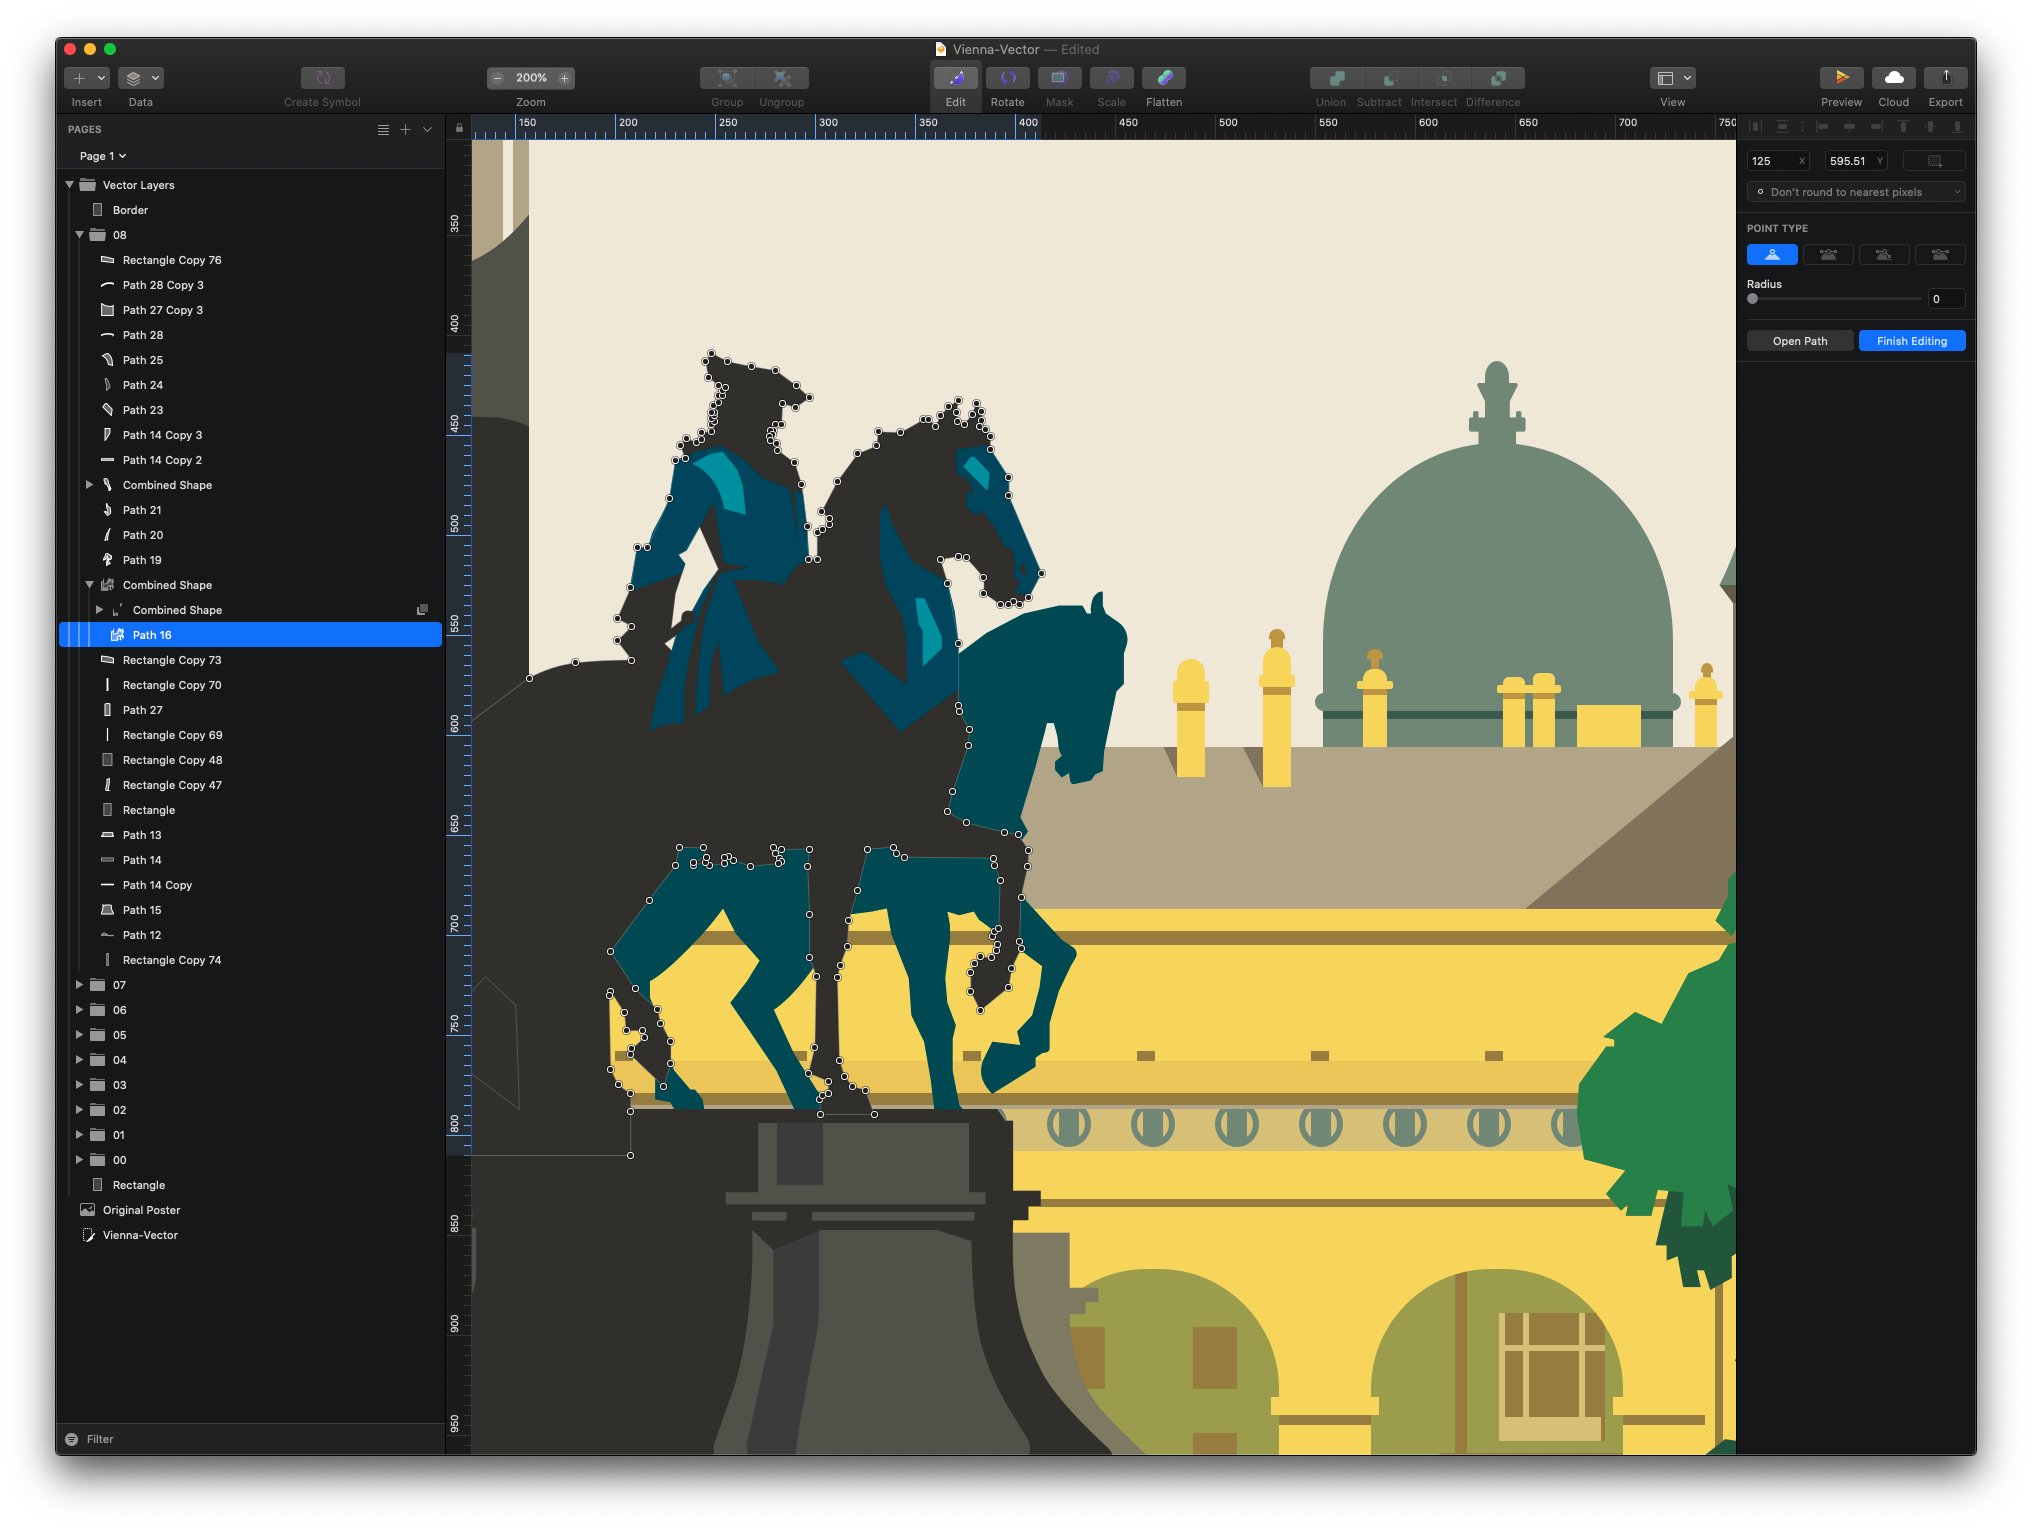 Vienna-Vector — Edited
Insert
Data
Create Symbol
200%
Zoom
Group
Ungroup
Edit
Rotate
Mask
Scale
Flatten
Union
Subtract
Intersect
Difference
View
Preview
Cloud
Export
PAGES
Page 1
Vector Layers
Border
08
Rectangle Copy 76
Path 28 Copy 3
Path 27 Copy 3
Path 28
Path 25
Path 24
Path 23
Path 14 Copy 3
Path 14 Copy 2
Combined Shape
Path 21
Path 20
Path 19
Combined Shape
Combined Shape
Path 16
Rectangle Copy 73
Rectangle Copy 70
Path 27
Rectangle Copy 69
Rectangle Copy 48
Rectangle Copy 47
Rectangle
Path 13
Path 14
Path 14 Copy
Path 15
Path 12
Rectangle Copy 74
07
06
05
04
03
02
01
00
Rectangle
Original Poster
Vienna-Vector
Filter
150 200 250 300 350 400 450 500 550 600 650 700 750
350
400
450
500
550
600
650
700
750
800
850
900
950
125 X 595.51 Y
Don't round to nearest pixels
POINT TYPE
Radius
0
Open Path
Finish Editing